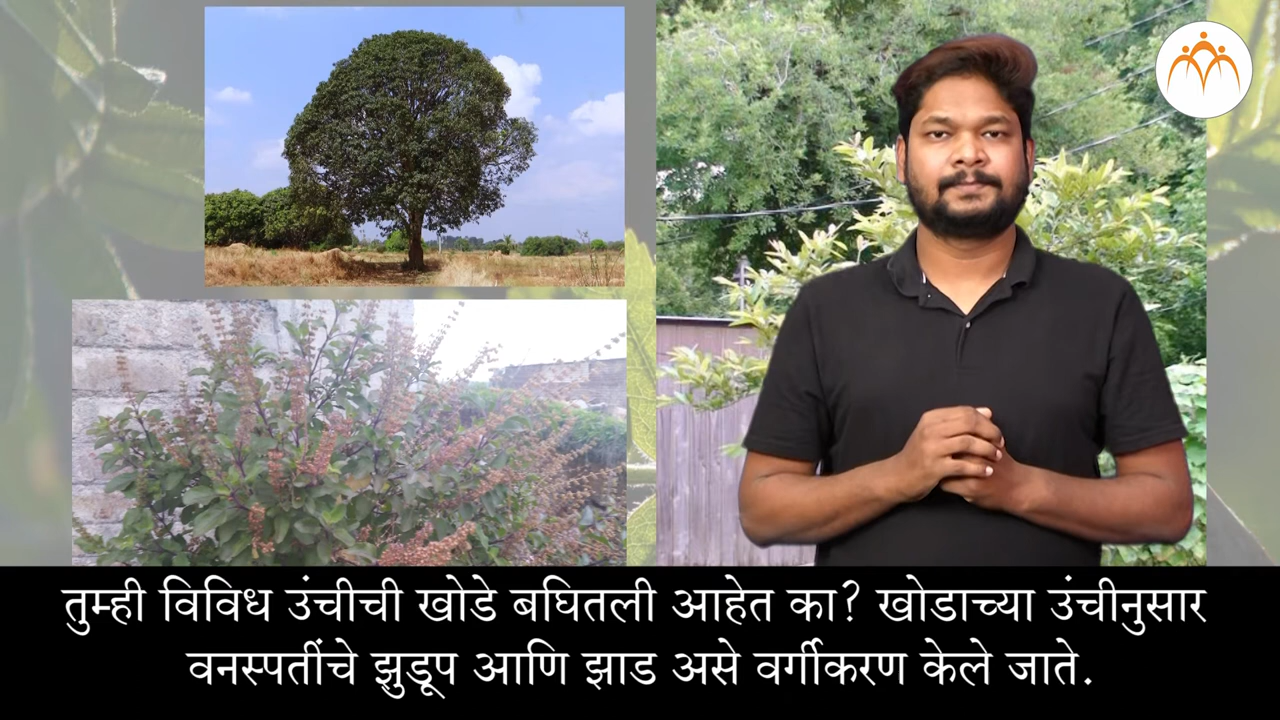 तुम्ही विविध उंचीची खोडे बघितली आहेत का? खोडाच्या उंचीनुसार
वनस्पतींचे झुडूप आणि झाड असे वर्गीकरण केले जाते.